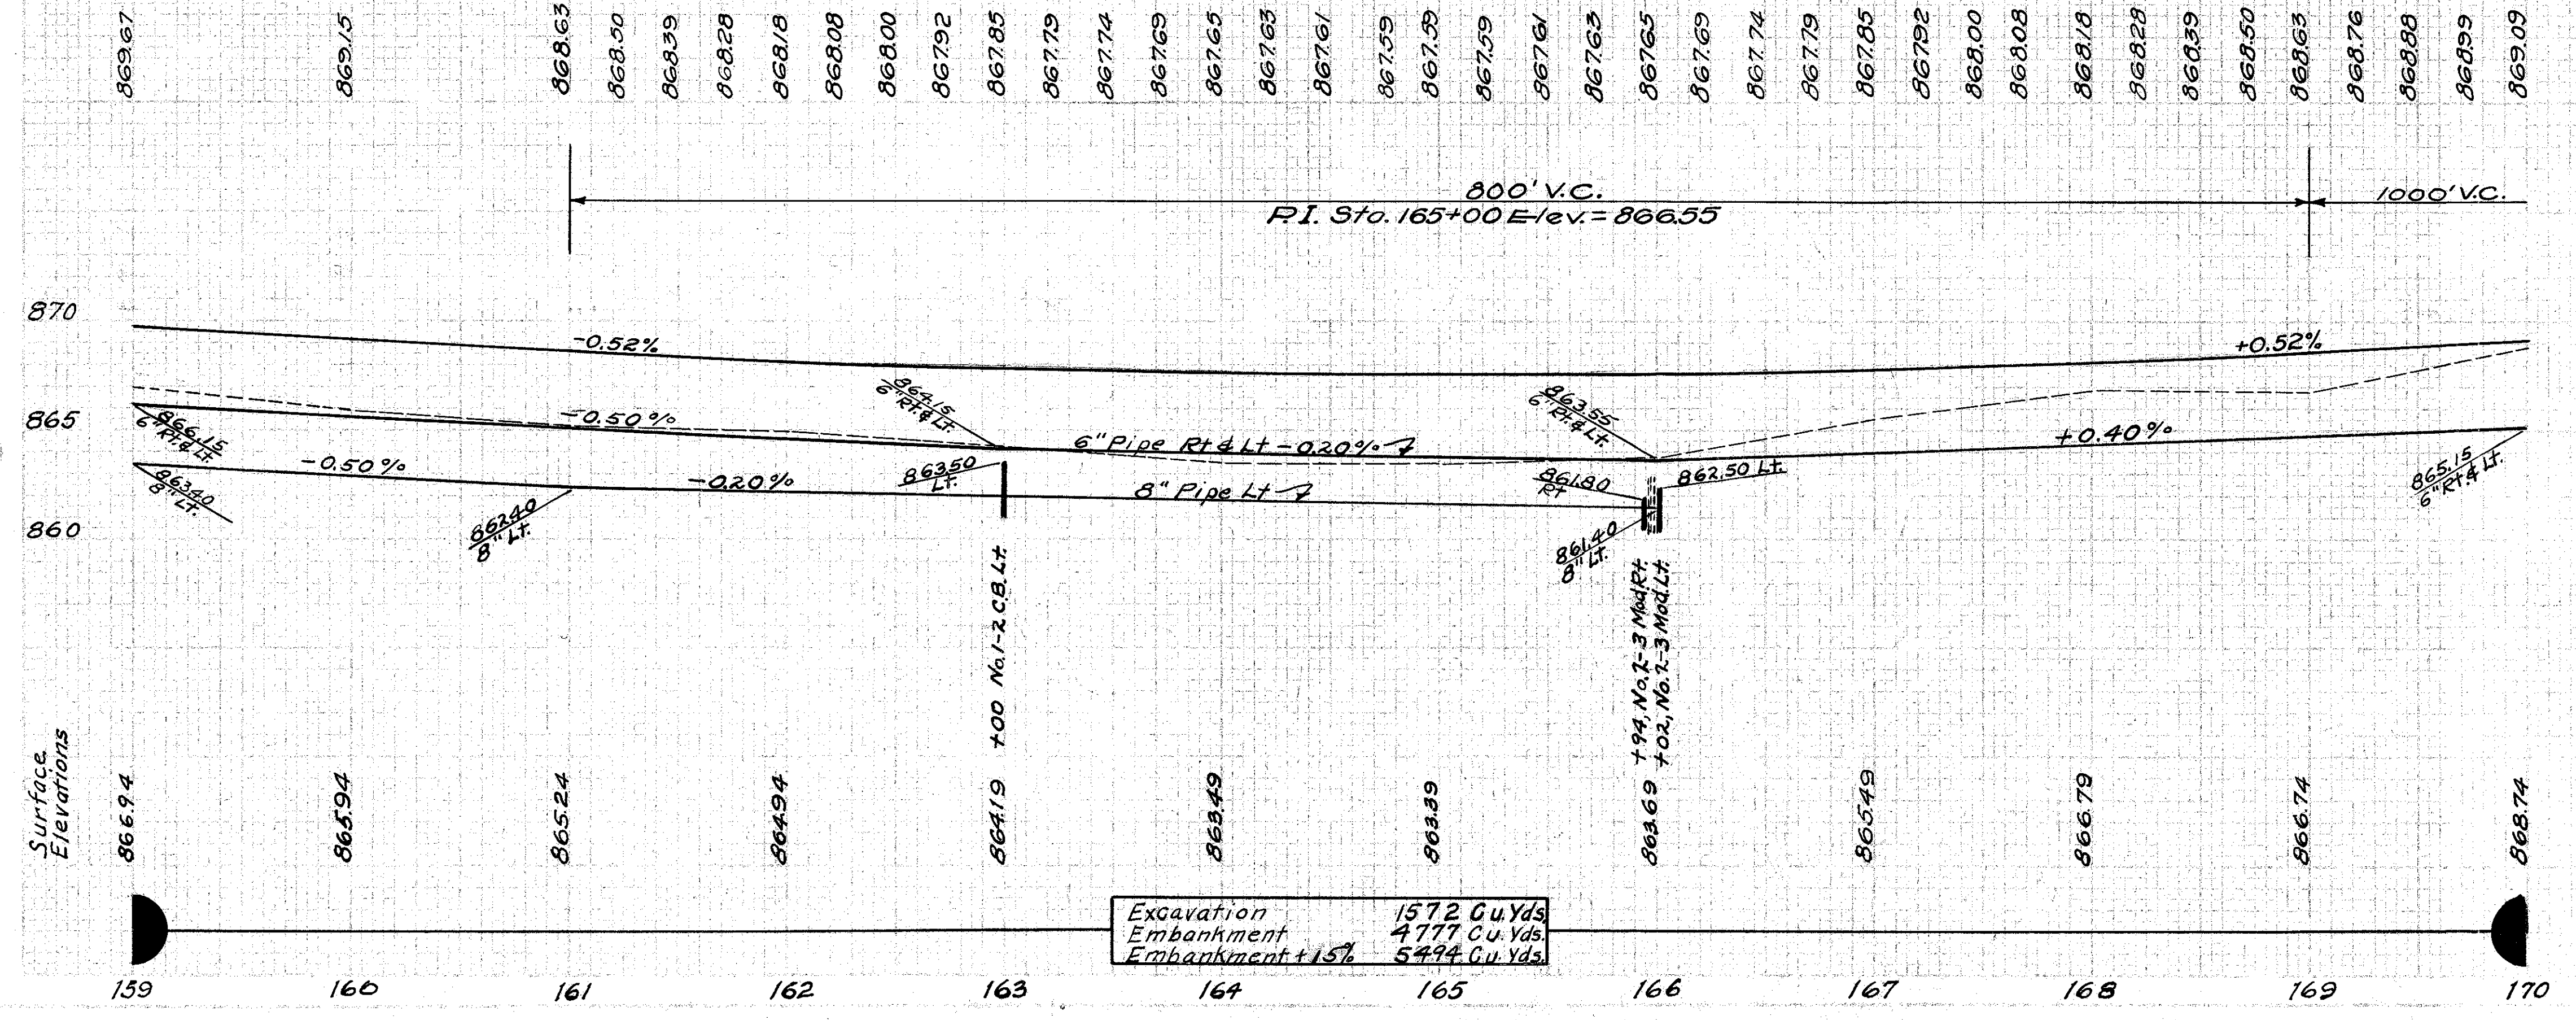 869.67
869.15
868.63
868.50
868.39
868.28
868.18
868.08
868.00
867.92
867.85
867.79
867.74
867.69
867.65
867.63
867.61
867.59
867.59
867.59
867.61
867.63
867.65
867.69
867.74
867.79
867.85
867.92
868.00
868.08
868.18
868.28
868.39
868.50
868.63
868.76
868.88
868.99
869.09
800' V.C.
P.I. Sta. 165+00 Elev. = 866.55
1000' V.C.
870
-0.52%
+0.52%
865
866.15
6" Rt. & Lt.
-0.50%
864.15
6" Rt. & Lt.
6" Pipe Rt & Lt -0.20%
863.55
6" Rt. & Lt.
+0.40%
865.15
6" Rt. & Lt.
860
863.40
8" Lt.
-0.50%
862.40
8" Lt.
-0.20%
863.50
Lt.
8" Pipe Lt
861.80
Rt
862.50 Lt.
861.40
8" Lt.
+00 No.1-2 C.B. Lt.
+94, No.2-3 Mod.Rt.
+02, No.2-3 Mod.Lt.
Surface
Elevations
866.94
865.94
865.24
864.94
864.19
863.49
863.39
863.69
865.49
866.79
866.74
868.74
Excavation 1572 Cu. Yds.
Embankment 4777 Cu. Yds.
Embankment + 15% 5494 Cu. Yds.
159 160 161 162 163 164 165 166 167 168 169 170